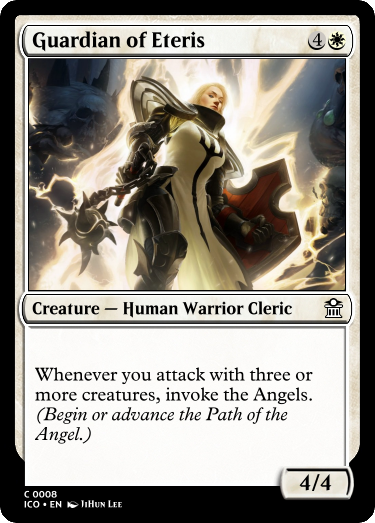 Guardian of Eteris 4
Creature — Human Warrior Cleric
Whenever you attack with three or
more creatures, invoke the Angels.
(Begin or advance the Path of the
Angel.)
4/4
C 0008
ICO • EN JiHun Lee